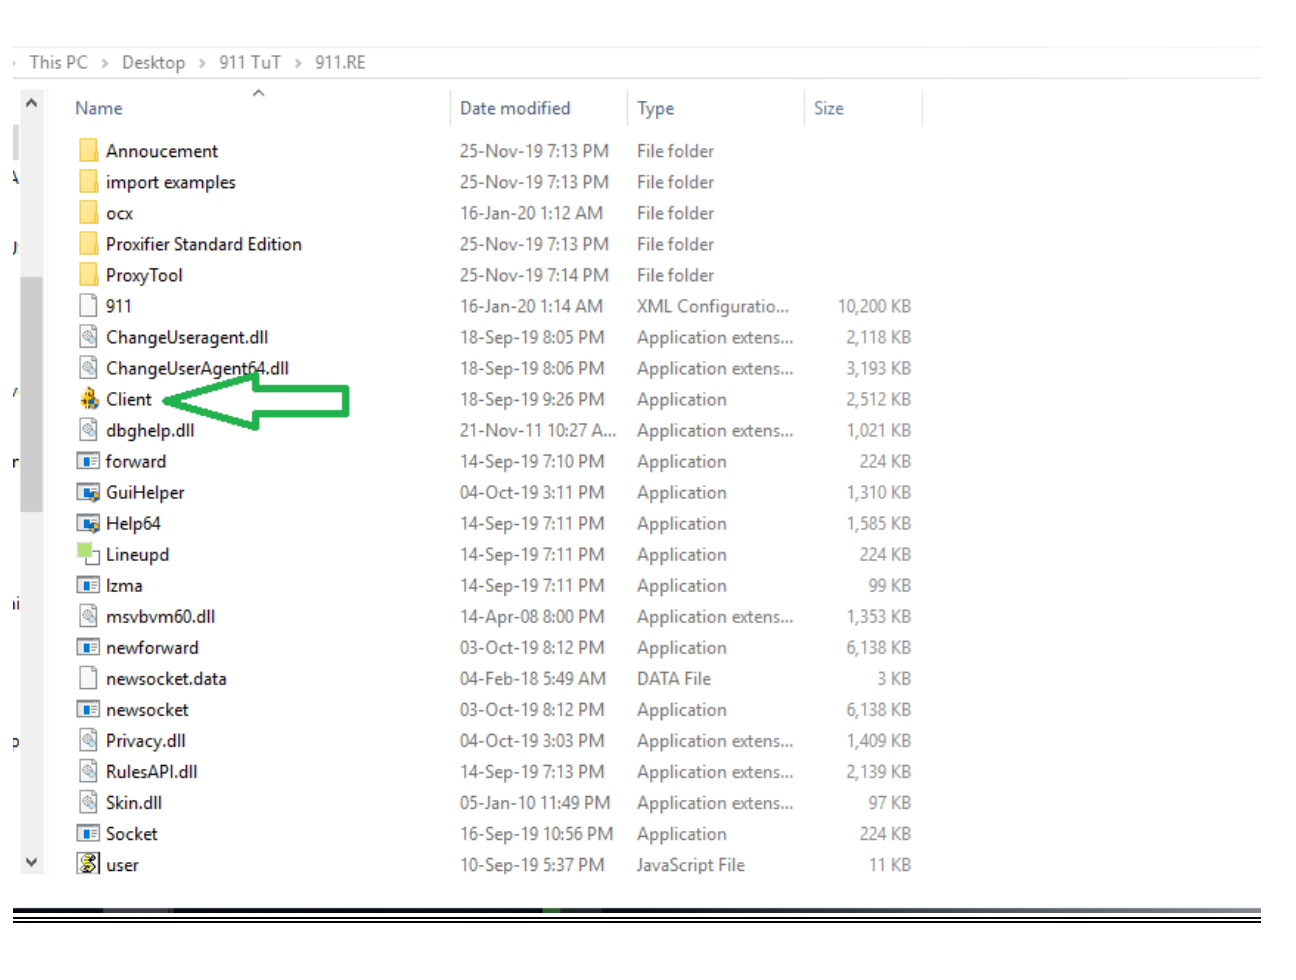 › This PC › Desktop › 911 TuT › 911.RE
Name Date modified Type Size
Annoucement 25-Nov-19 7:13 PM File folder
import examples 25-Nov-19 7:13 PM File folder
ocx 16-Jan-20 1:12 AM File folder
Proxifier Standard Edition 25-Nov-19 7:13 PM File folder
ProxyTool 25-Nov-19 7:14 PM File folder
911 16-Jan-20 1:14 AM XML Configuratio... 10,200 KB
ChangeUseragent.dll 18-Sep-19 8:05 PM Application extens... 2,118 KB
ChangeUserAgent64.dll 18-Sep-19 8:06 PM Application extens... 3,193 KB
Client 18-Sep-19 9:26 PM Application 2,512 KB
dbghelp.dll 21-Nov-11 10:27 A... Application extens... 1,021 KB
forward 14-Sep-19 7:10 PM Application 224 KB
GuiHelper 04-Oct-19 3:11 PM Application 1,310 KB
Help64 14-Sep-19 7:11 PM Application 1,585 KB
Lineupd 14-Sep-19 7:11 PM Application 224 KB
lzma 14-Sep-19 7:11 PM Application 99 KB
msvbvm60.dll 14-Apr-08 8:00 PM Application extens... 1,353 KB
newforward 03-Oct-19 8:12 PM Application 6,138 KB
newsocket.data 04-Feb-18 5:49 AM DATA File 3 KB
newsocket 03-Oct-19 8:12 PM Application 6,138 KB
Privacy.dll 04-Oct-19 3:03 PM Application extens... 1,409 KB
RulesAPI.dll 14-Sep-19 7:13 PM Application extens... 2,139 KB
Skin.dll 05-Jan-10 11:49 PM Application extens... 97 KB
Socket 16-Sep-19 10:56 PM Application 224 KB
user 10-Sep-19 5:37 PM JavaScript File 11 KB